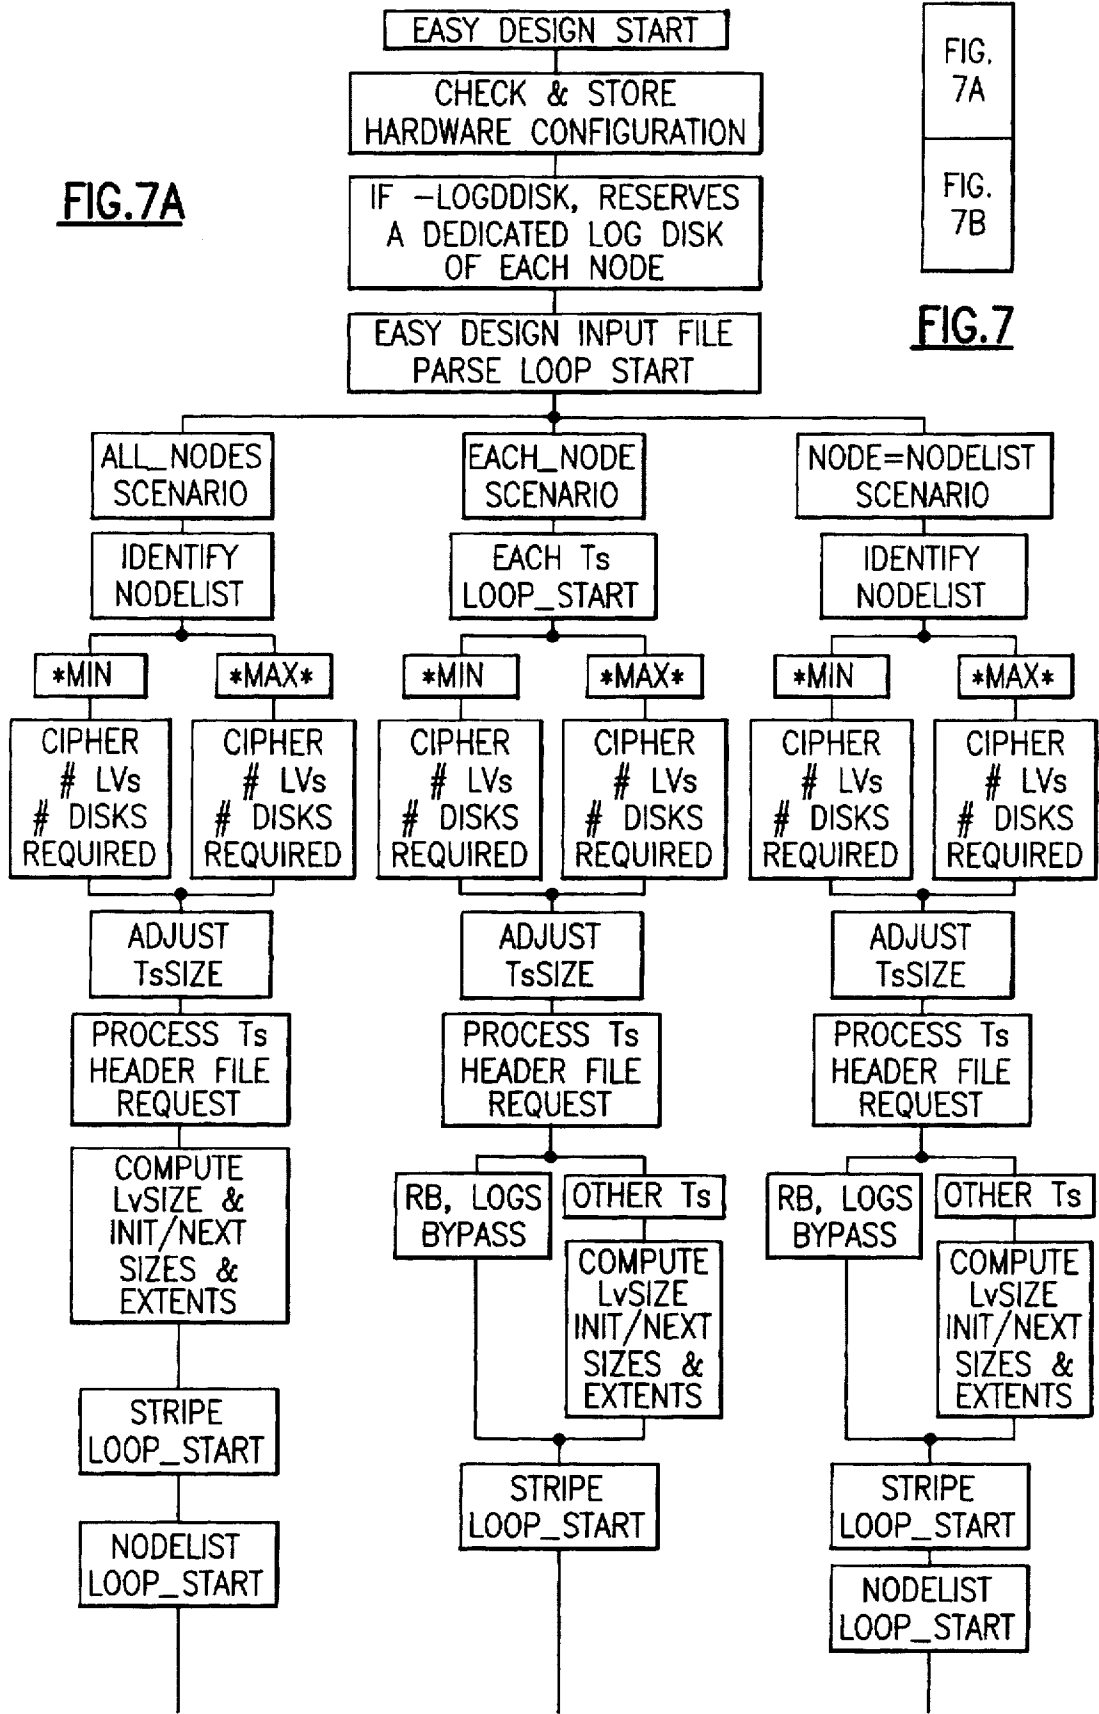 EASY DESIGN START
CHECK & STORE
HARDWARE CONFIGURATION
IF -LOGDDISK, RESERVES
A DEDICATED LOG DISK
OF EACH NODE
EASY DESIGN INPUT FILE
PARSE LOOP START
FIG.7A
FIG.
7A
FIG.
7B
FIG.7
ALL_NODES
SCENARIO
IDENTIFY
NODELIST
*MIN
*MAX*
CIPHER
# LVs
# DISKS
REQUIRED
CIPHER
# LVs
# DISKS
REQUIRED
ADJUST
TsSIZE
PROCESS Ts
HEADER FILE
REQUEST
COMPUTE
LvSIZE &
INIT/NEXT
SIZES &
EXTENTS
STRIPE
LOOP_START
NODELIST
LOOP_START
EACH_NODE
SCENARIO
EACH Ts
LOOP_START
*MIN
*MAX*
CIPHER
# LVs
# DISKS
REQUIRED
CIPHER
# LVs
# DISKS
REQUIRED
ADJUST
TsSIZE
PROCESS Ts
HEADER FILE
REQUEST
RB, LOGS
BYPASS
OTHER Ts
COMPUTE
LvSIZE
INIT/NEXT
SIZES &
EXTENTS
STRIPE
LOOP_START
NODE=NODELIST
SCENARIO
IDENTIFY
NODELIST
*MIN
*MAX*
CIPHER
# LVs
# DISKS
REQUIRED
CIPHER
# LVs
# DISKS
REQUIRED
ADJUST
TsSIZE
PROCESS Ts
HEADER FILE
REQUEST
RB, LOGS
BYPASS
OTHER Ts
COMPUTE
LvSIZE
INIT/NEXT
SIZES &
EXTENTS
STRIPE
LOOP_START
NODELIST
LOOP_START